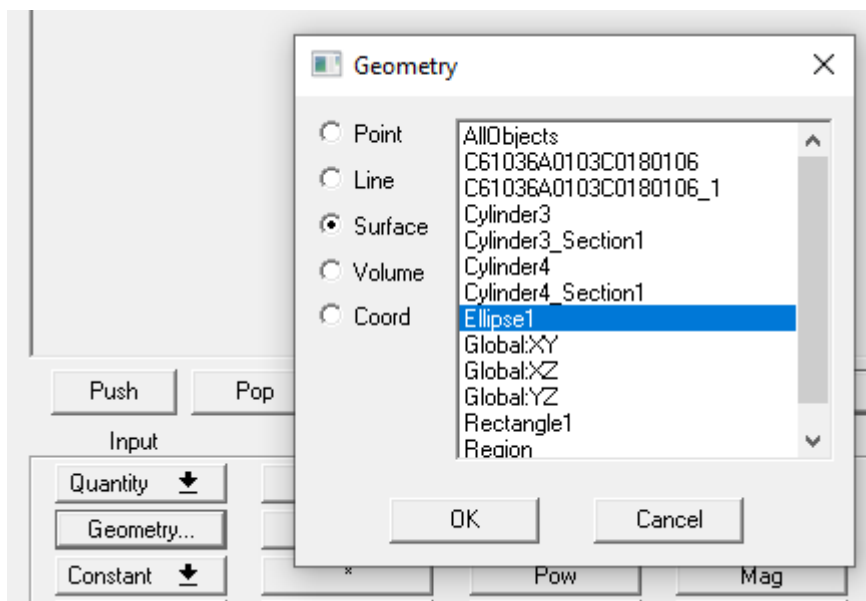 Geometry
Point
Line
Surface
Volume
Coord
AllObjects
C61036A0103C0180106
C61036A0103C0180106_1
Cylinder3
Cylinder3_Section1
Cylinder4
Cylinder4_Section1
Ellipse1
Global:XY
Global:XZ
Global:YZ
Rectangle1
Region
OK
Cancel
Push
Pop
Input
Quantity
Geometry...
Constant
*
Pow
Mag